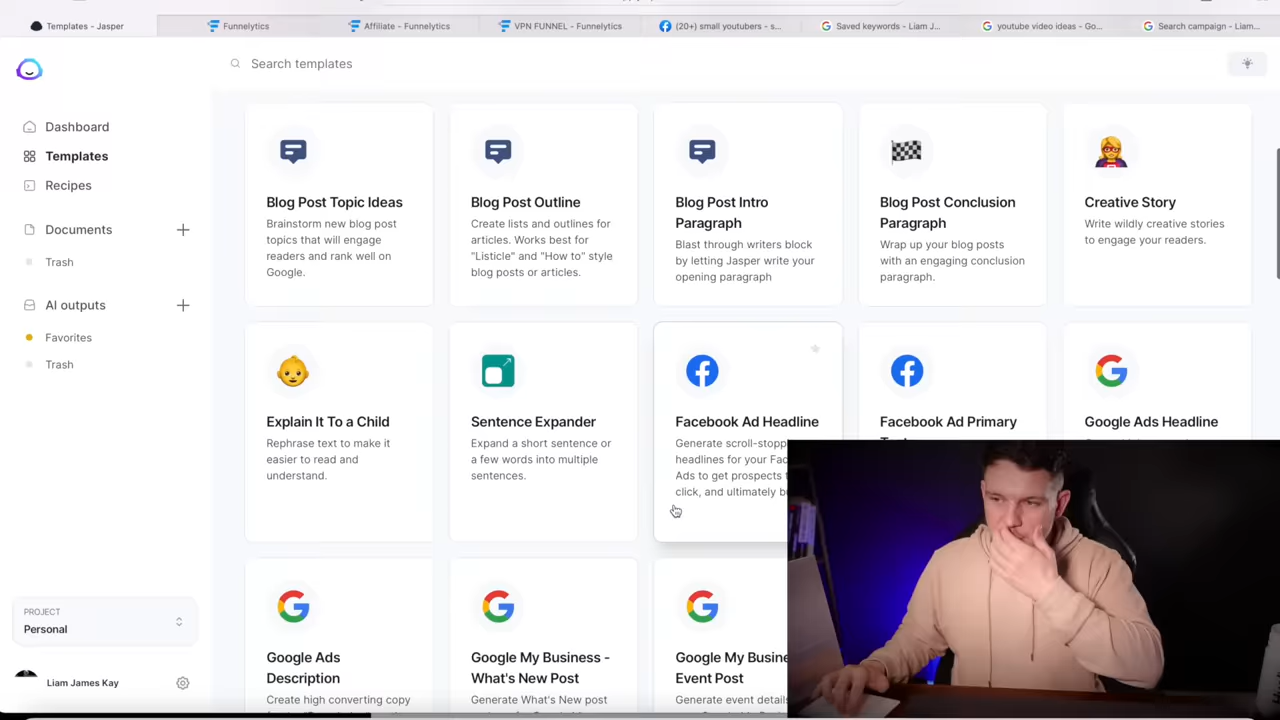 Templates - Jasper
Funnelytics
Affiliate - Funnelytics
VPN FUNNEL - Funnelytics
(20+) small youtubers - s...
Saved keywords - Liam J...
youtube video ideas - Go...
Search campaign - Liam...
Search templates
Dashboard
Templates
Recipes
Documents
Trash
AI outputs
Favorites
Trash
PROJECT
Personal
Liam James Kay
Blog Post Topic Ideas
Brainstorm new blog post
topics that will engage
readers and rank well on
Google.
Blog Post Outline
Create lists and outlines for
articles. Works best for
"Listicle" and "How to" style
blog posts or articles.
Blog Post Intro
Paragraph
Blast through writers block
by letting Jasper write your
opening paragraph
Blog Post Conclusion
Paragraph
Wrap up your blog posts
with an engaging conclusion
paragraph.
Creative Story
Write wildly creative stories
to engage your readers.
Explain It To a Child
Rephrase text to make it
easier to read and
understand.
Sentence Expander
Expand a short sentence or
a few words into multiple
sentences.
Facebook Ad Headline
Generate scroll-stopp
headlines for your Fac
Ads to get prospects t
click, and ultimately b
Facebook Ad Primary
Google Ads Headline
Google Ads
Description
Create high converting copy
Google My Business -
What's New Post
Generate What's New post
Google My Busine
Event Post
Generate event details